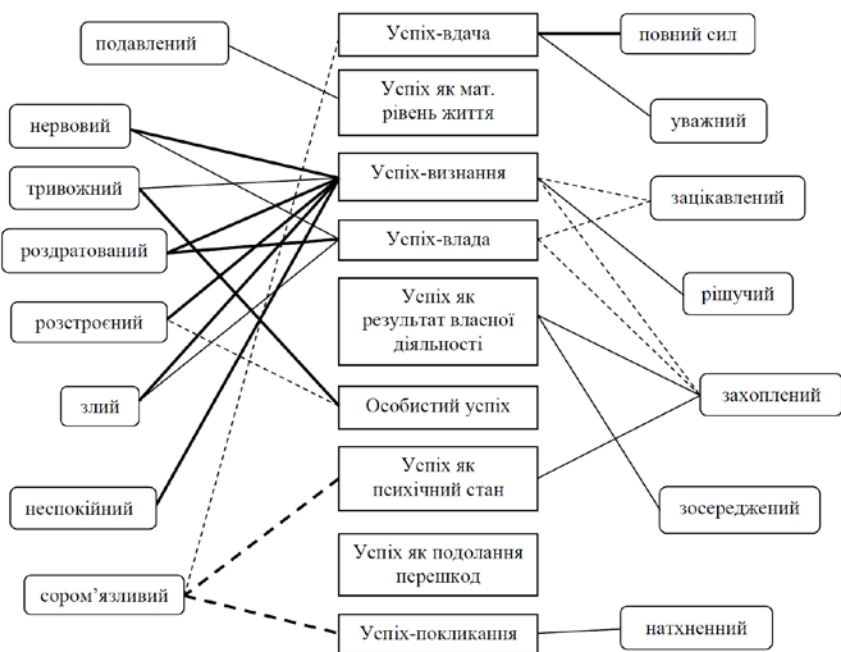 подавлений
нервовий
тривожний
роздратований
розстроєний
злий
неспокійний
сором’язливий
Успіх-вдача
Успіх як мат.
рівень життя
Успіх-визнання
Успіх-влада
Успіх як
результат власної
діяльності
Особистий успіх
Успіх як
психічний стан
Успіх як подолання
перешкод
Успіх-покликання
повний сил
уважний
зацікавлений
рішучий
захоплений
зосереджений
натхненний